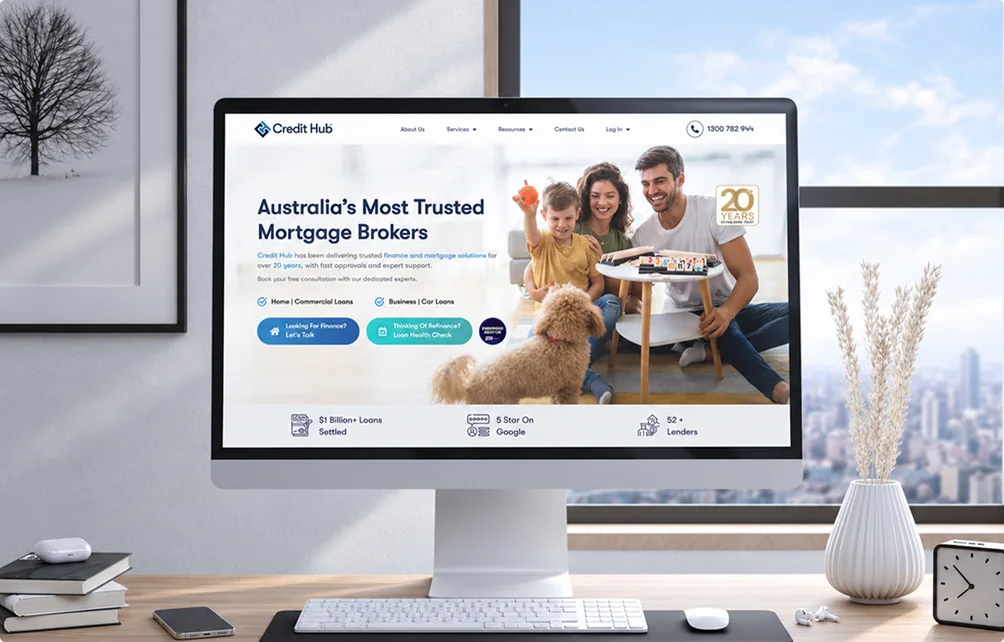 Credit Hub
About Us
Services
Resources
Contact Us
Log In
1300 782 944
Australia's Most Trusted
Mortgage Brokers
20
YEARS
ESTABLISHED TRUST
Credit Hub has been delivering trusted finance and mortgage solutions for
over 20 years, with fast approvals and expert support.
Book your free consultation with our dedicated experts.
Home | Commercial Loans
Business | Car Loans
Looking For Finance?
Let's Talk
Thinking Of Refinance?
Loan Health Check
$1 Billion+ Loans
Settled
5 Star On
Google
52 +
Lenders